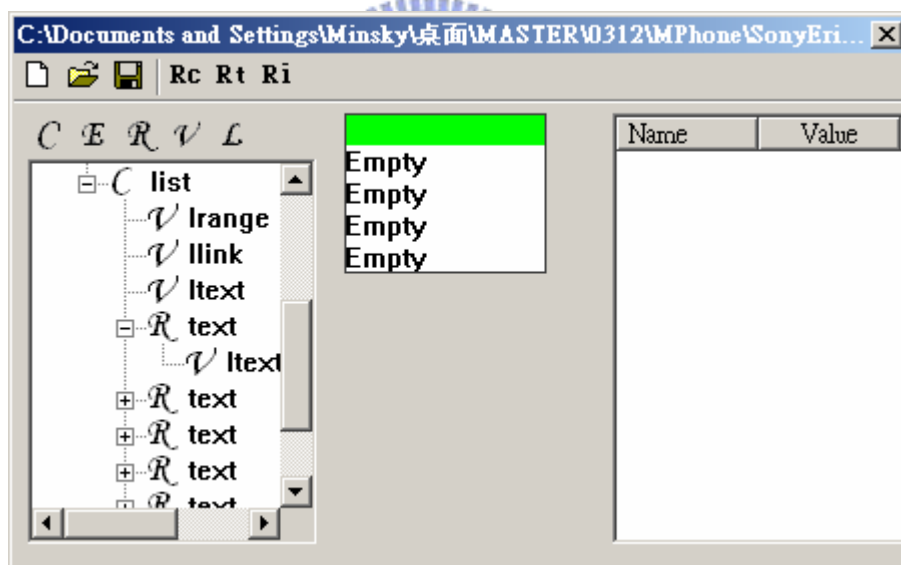 C:\Documents and Settings\Minsky\桌面\MASTER\0312\MPhone\SonyEri...
Rc Rt Ri
C E R V L
C list
V lrange
V llink
V ltext
R text
V ltext
R text
R text
R text
R text
Empty
Empty
Empty
Empty
Name Value